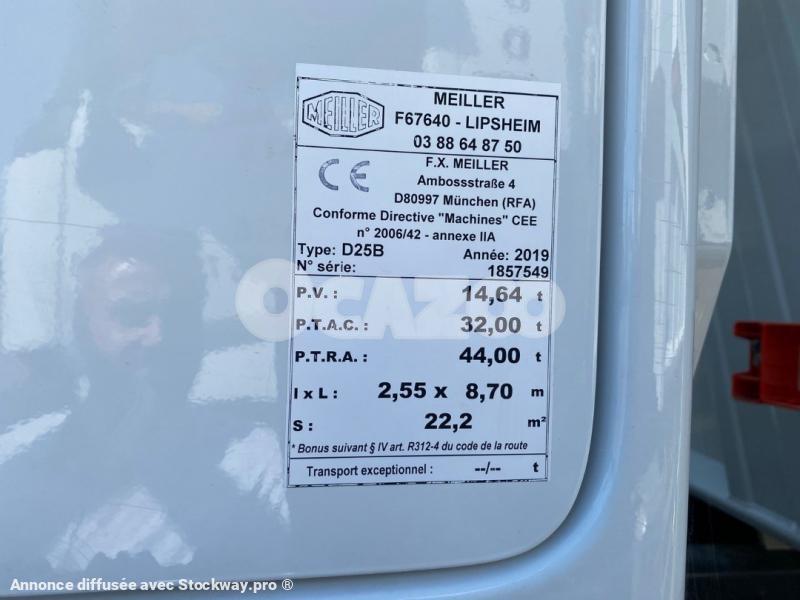 MEILLER
MEILLER
F67640 - LIPSHEIM
03 88 64 87 50
CE
F.X. MEILLER
Ambossstraße 4
D80997 München (RFA)
Conforme Directive "Machines" CEE
n° 2006/42 - annexe IIA
Type: D25B Année: 2019
N° série: 1857549
OCAZOO
P.V. : 14,64 t
P.T.A.C. : 32,00 t
P.T.R.A. : 44,00 t
l x L : 2,55 x 8,70 m
S : 22,2 m²
* Bonus suivant § IV art. R312-4 du code de la route
Transport exceptionnel : --/-- t
Annonce diffusée avec Stockway.pro ®